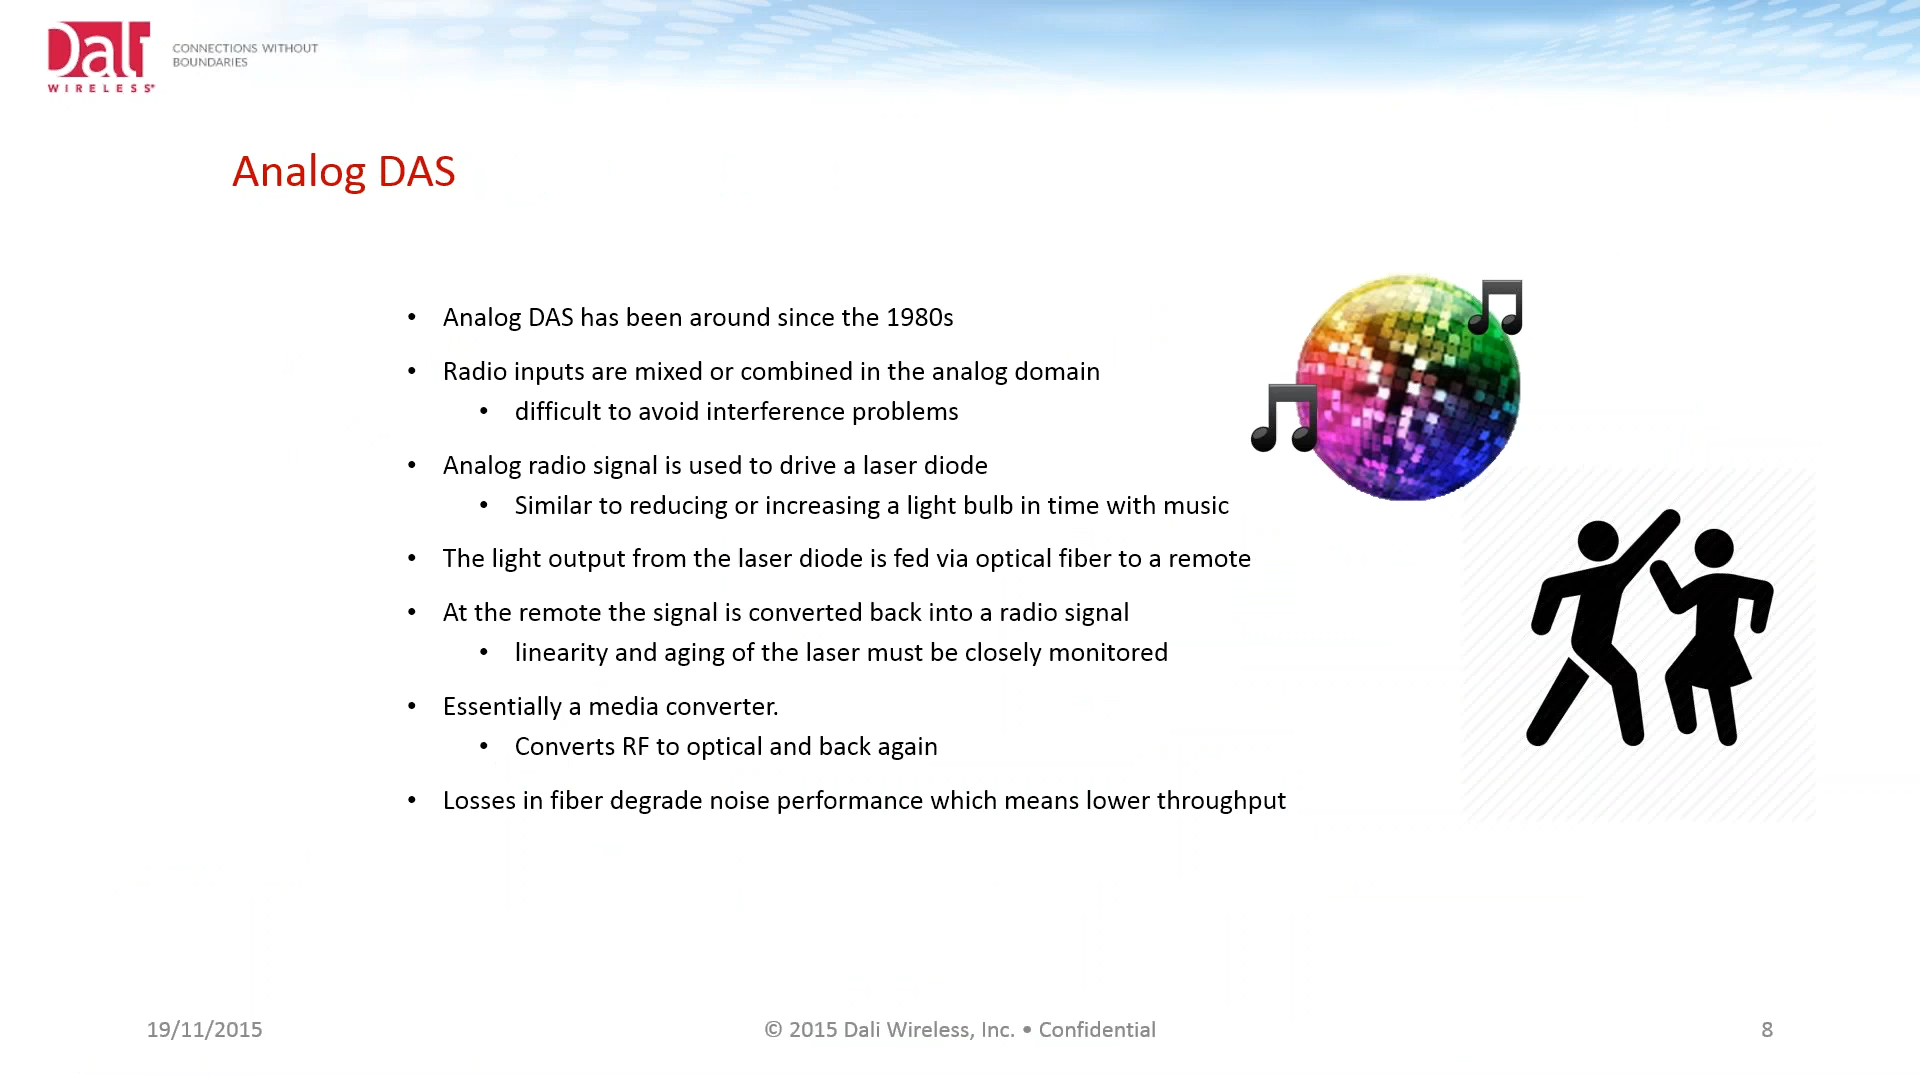 Dali
WIRELESS
CONNECTIONS WITHOUT
BOUNDARIES
Analog DAS
• Analog DAS has been around since the 1980s
• Radio inputs are mixed or combined in the analog domain
• difficult to avoid interference problems
• Analog radio signal is used to drive a laser diode
• Similar to reducing or increasing a light bulb in time with music
• The light output from the laser diode is fed via optical fiber to a remote
• At the remote the signal is converted back into a radio signal
• linearity and aging of the laser must be closely monitored
• Essentially a media converter.
• Converts RF to optical and back again
• Losses in fiber degrade noise performance which means lower throughput
19/11/2015
© 2015 Dali Wireless, Inc. • Confidential
8